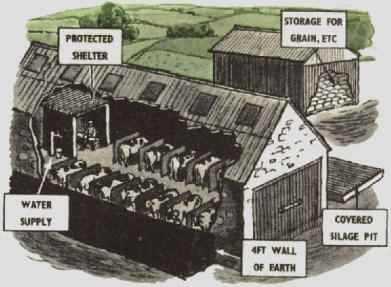 STORAGE FOR
GRAIN, ETC
PROTECTED
SHELTER
WATER
SUPPLY
4FT WALL
OF EARTH
COVERED
SILAGE PIT